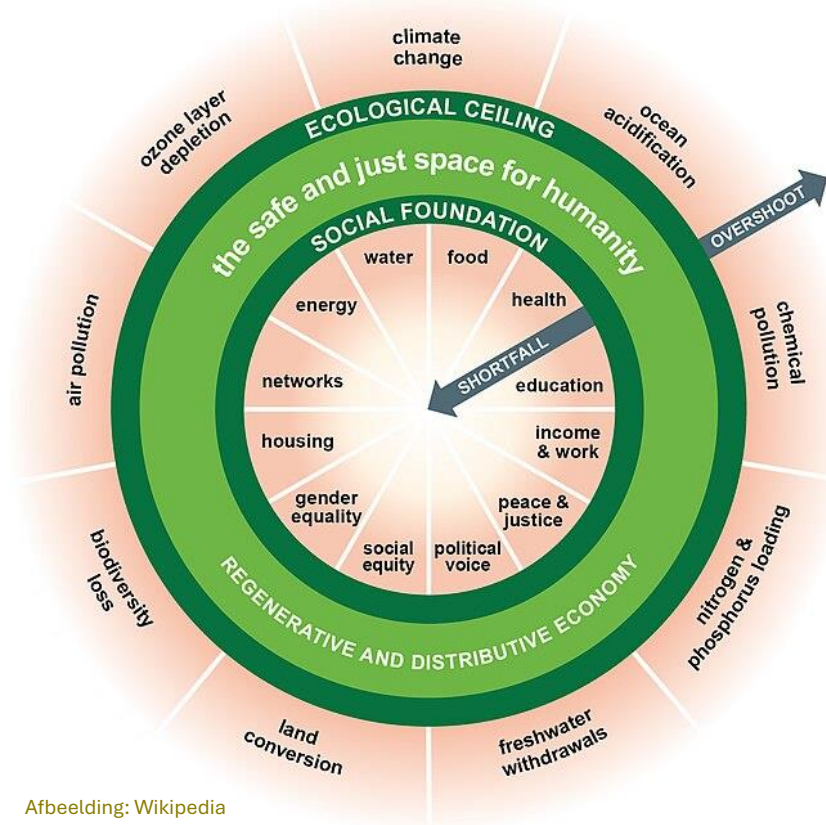 climate
change
ocean
acidification
OVERSHOOT
chemical
pollution
nitrogen &
phosphorus loading
freshwater
withdrawals
land
conversion
biodiversity
loss
air pollution
ozone layer
depletion
ECOLOGICAL CEILING
the safe and just space for humanity
SOCIAL FOUNDATION
water
food
health
SHORTFALL
education
income
& work
peace &
justice
political
voice
social
equity
gender
equality
housing
networks
energy
REGENERATIVE AND DISTRIBUTIVE ECONOMY
Afbeelding: Wikipedia